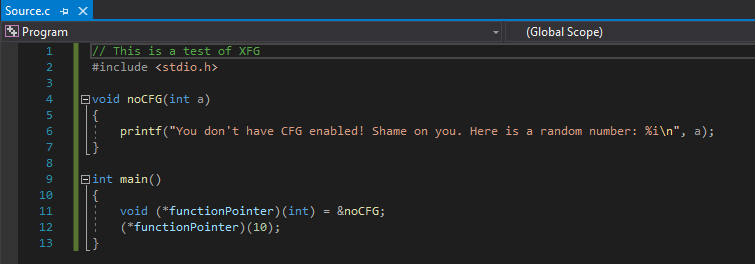 Source.c
Program (Global Scope)
1 // This is a test of XFG
2 #include <stdio.h>
3
4 void noCFG(int a)
5 {
6 printf("You don't have CFG enabled! Shame on you. Here is a random number: %i\n", a);
7 }
8
9 int main()
10 {
11 void (*functionPointer)(int) = &noCFG;
12 (*functionPointer)(10);
13 }